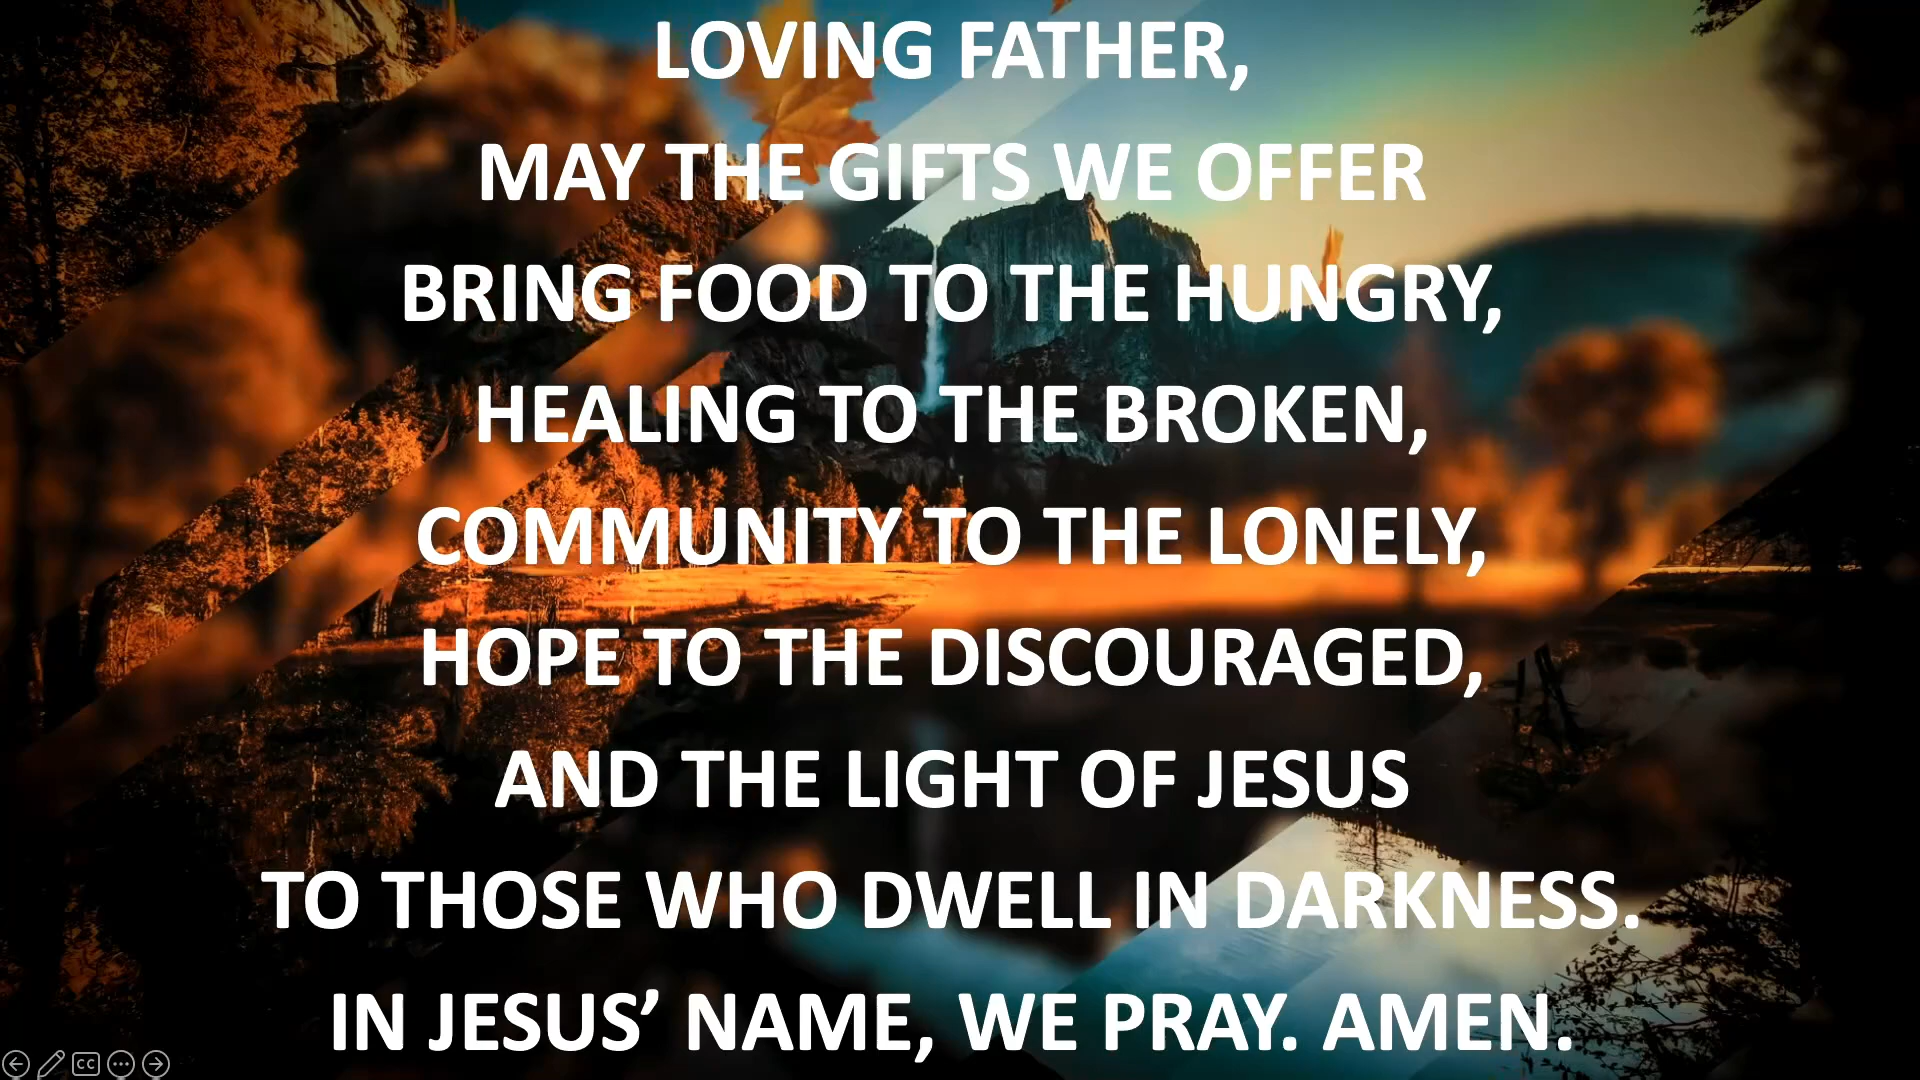 LOVING FATHER,
MAY THE GIFTS WE OFFER
BRING FOOD TO THE HUNGRY,
HEALING TO THE BROKEN,
COMMUNITY TO THE LONELY,
HOPE TO THE DISCOURAGED,
AND THE LIGHT OF JESUS
TO THOSE WHO DWELL IN DARKNESS.
IN JESUS’ NAME, WE PRAY. AMEN.
CC